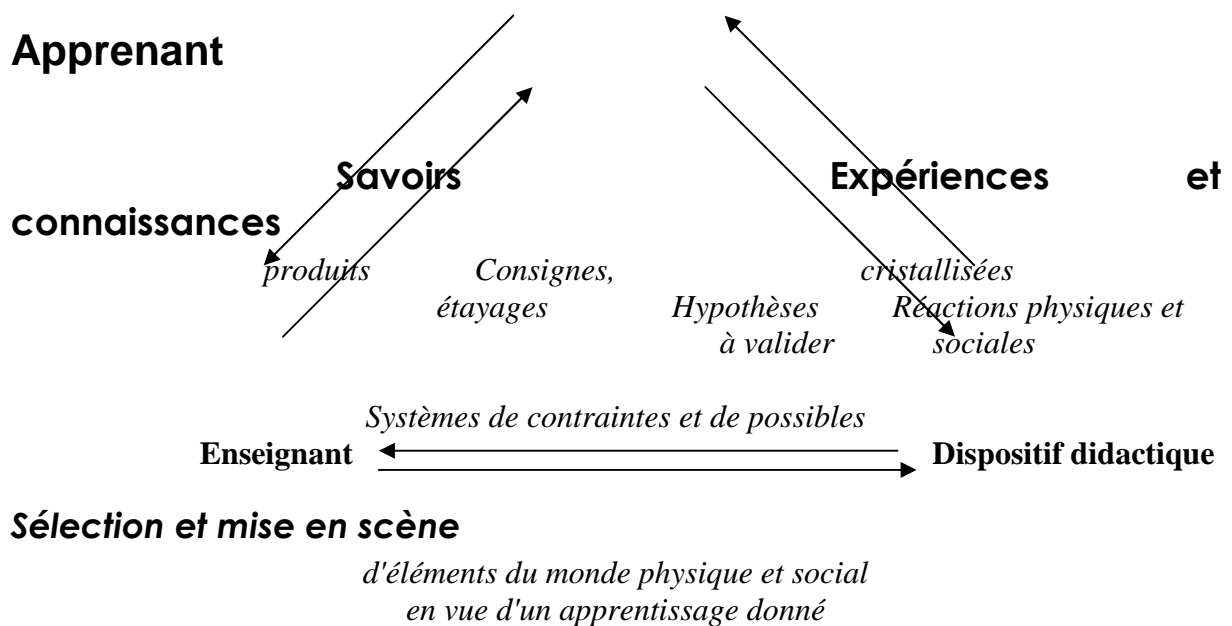 Apprenant
Savoirs Expériences et
connaissances
produits Consignes, cristallisées
étayages Hypothèses Réactions physiques et
à valider sociales
Systèmes de contraintes et de possibles
Enseignant Dispositif didactique
Sélection et mise en scène
d'éléments du monde physique et social
en vue d'un apprentissage donné